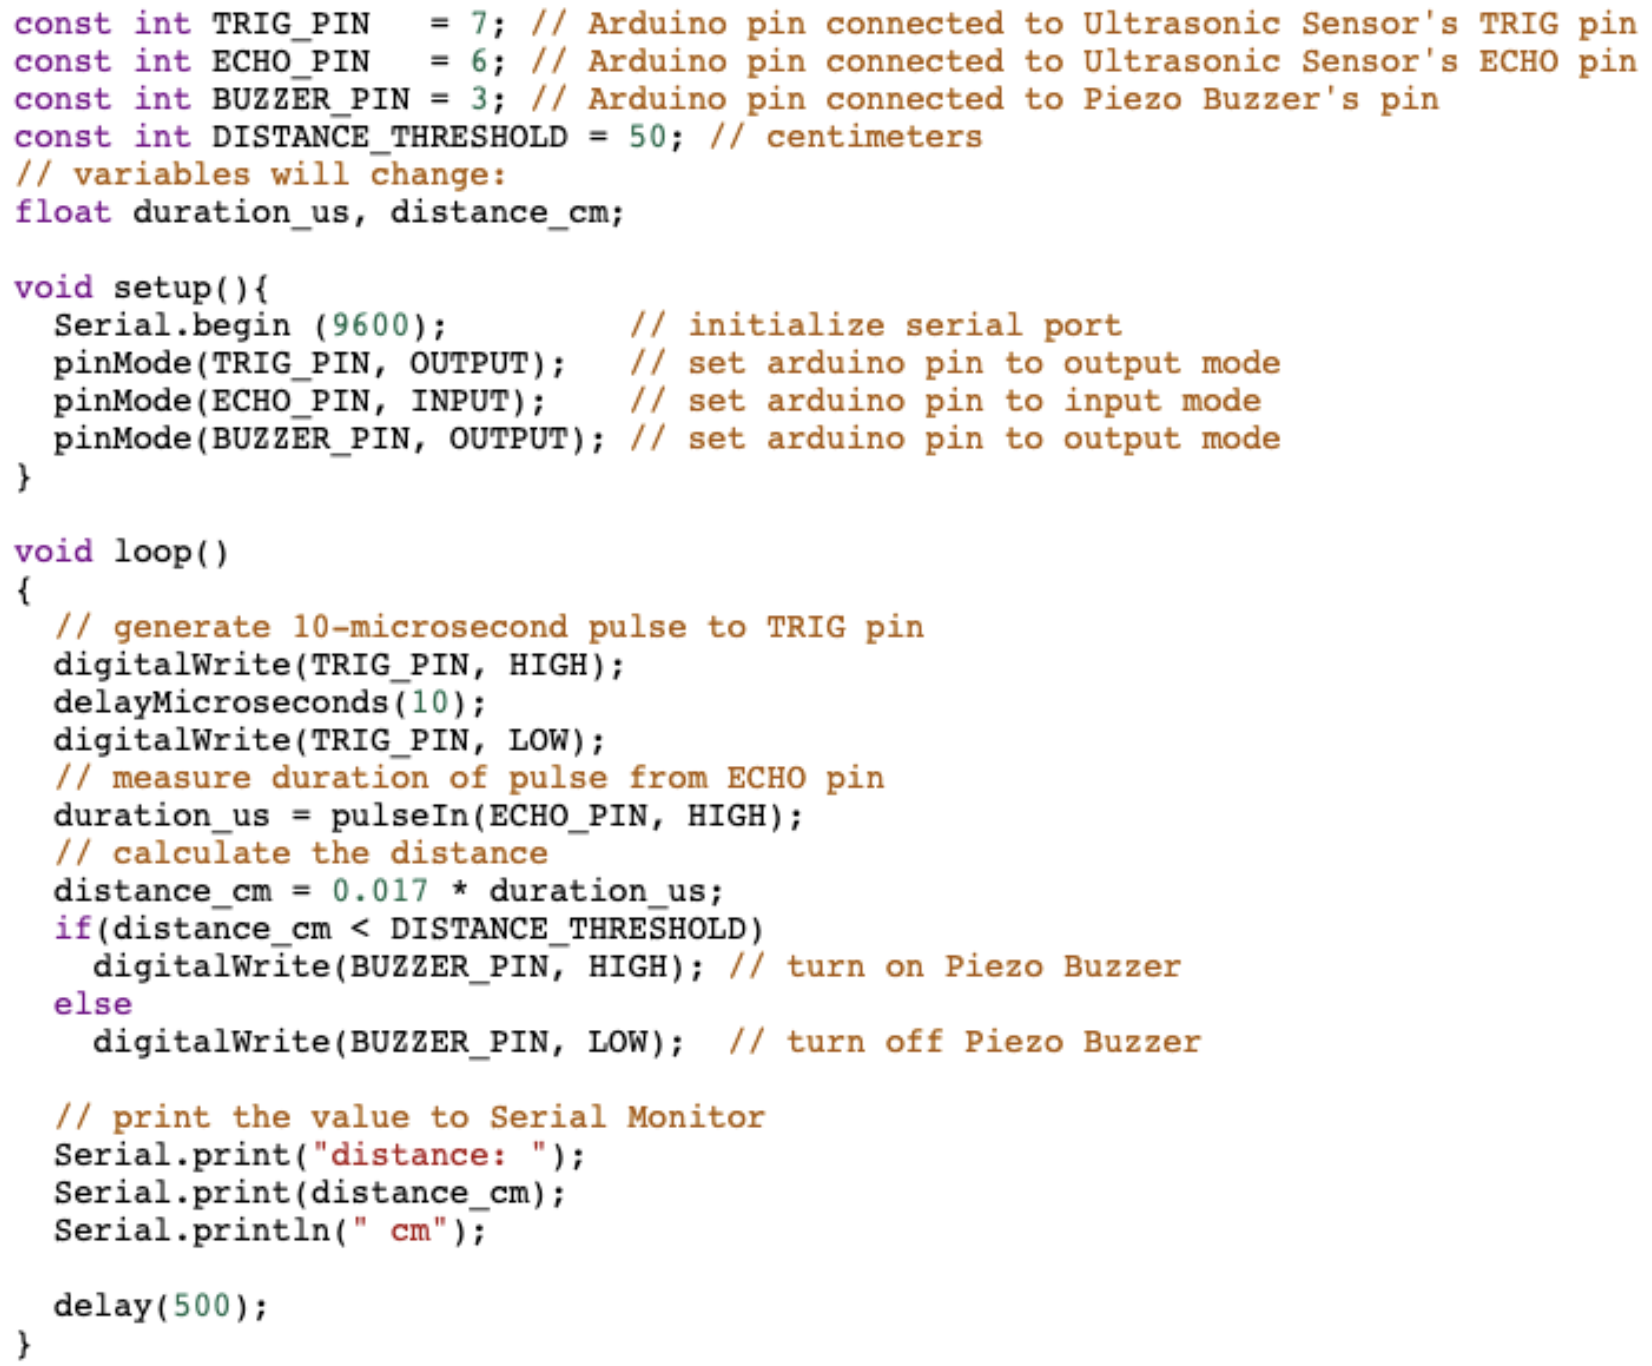 const int TRIG_PIN   = 7; // Arduino pin connected to Ultrasonic Sensor's TRIG pin
const int ECHO_PIN   = 6; // Arduino pin connected to Ultrasonic Sensor's ECHO pin
const int BUZZER_PIN = 3; // Arduino pin connected to Piezo Buzzer's pin
const int DISTANCE_THRESHOLD = 50; // centimeters
// variables will change:
float duration_us, distance_cm;

void setup(){
  Serial.begin (9600);         // initialize serial port
  pinMode(TRIG_PIN, OUTPUT);   // set arduino pin to output mode
  pinMode(ECHO_PIN, INPUT);    // set arduino pin to input mode
  pinMode(BUZZER_PIN, OUTPUT); // set arduino pin to output mode
}

void loop()
{
  // generate 10-microsecond pulse to TRIG pin
  digitalWrite(TRIG_PIN, HIGH);
  delayMicroseconds(10);
  digitalWrite(TRIG_PIN, LOW);
  // measure duration of pulse from ECHO pin
  duration_us = pulseIn(ECHO_PIN, HIGH);
  // calculate the distance
  distance_cm = 0.017 * duration_us;
  if(distance_cm < DISTANCE_THRESHOLD)
    digitalWrite(BUZZER_PIN, HIGH); // turn on Piezo Buzzer
  else
    digitalWrite(BUZZER_PIN, LOW);  // turn off Piezo Buzzer

  // print the value to Serial Monitor
  Serial.print("distance: ");
  Serial.print(distance_cm);
  Serial.println(" cm");

  delay(500);
}